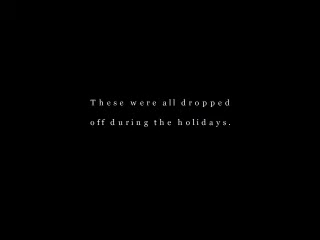 These were all dropped
off during the holidays.